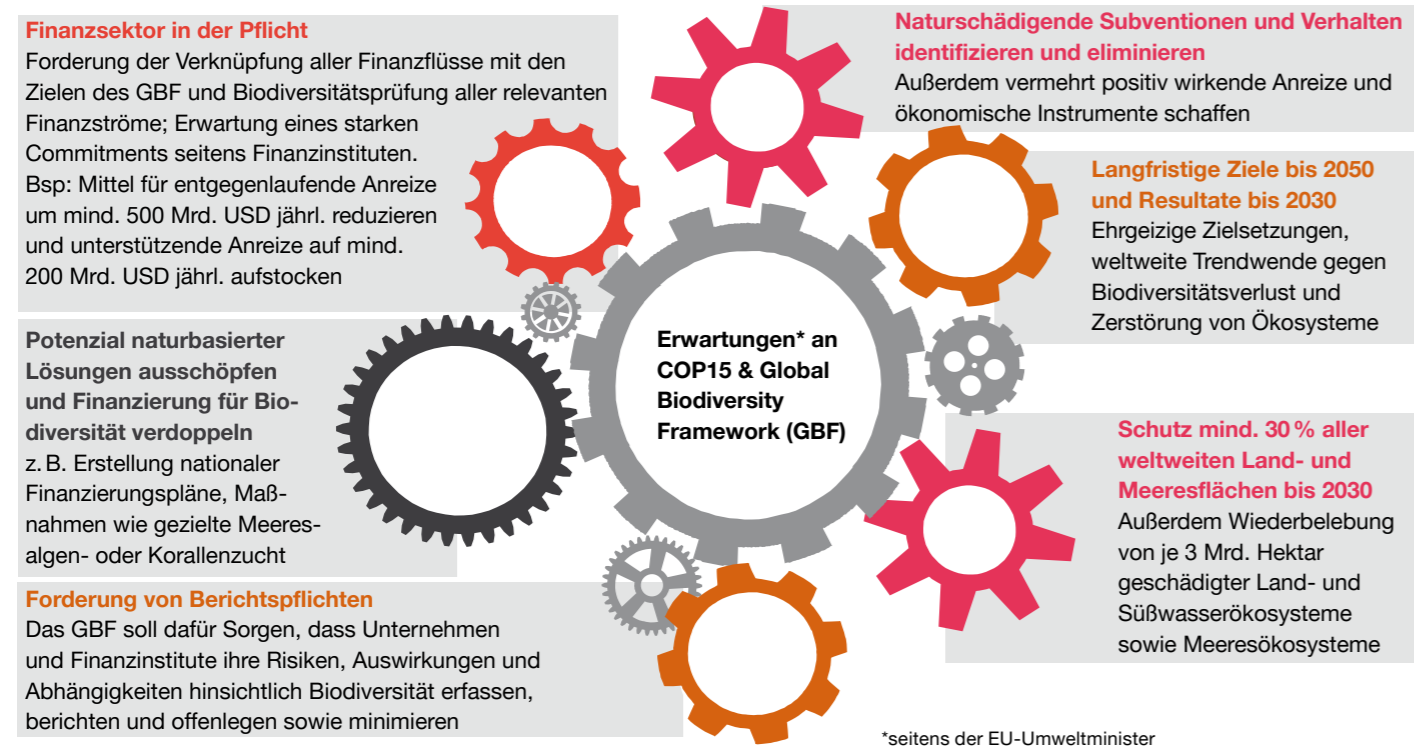 Finanzsektor in der Pflicht
Forderung der Verknüpfung aller Finanzflüsse mit den
Zielen des GBF und Biodiversitätsprüfung aller relevanten
Finanzströme; Erwartung eines starken
Commitments seitens Finanzinstituten.
Bsp: Mittel für entgegenlaufende Anreize
um mind. 500 Mrd. USD jährl. reduzieren
und unterstützende Anreize auf mind.
200 Mrd. USD jährl. aufstocken
Naturschädigende Subventionen und Verhalten
identifizieren und eliminieren
Außerdem vermehrt positiv wirkende Anreize und
ökonomische Instrumente schaffen
Langfristige Ziele bis 2050
und Resultate bis 2030
Ehrgeizige Zielsetzungen,
weltweite Trendwende gegen
Biodiversitätsverlust und
Zerstörung von Ökosysteme
Erwartungen* an
COP15 & Global
Biodiversity
Framework (GBF)
Potenzial naturbasierter
Lösungen ausschöpfen
und Finanzierung für Bio-
diversität verdoppeln
z. B. Erstellung nationaler
Finanzierungspläne, Maß-
nahmen wie gezielte Meeres-
algen- oder Korallenzucht
Schutz mind. 30 % aller
weltweiten Land- und
Meeresflächen bis 2030
Außerdem Wiederbelebung
von je 3 Mrd. Hektar
geschädigter Land- und
Süßwasserökosysteme
sowie Meeresökosysteme
Forderung von Berichtspflichten
Das GBF soll dafür Sorgen, dass Unternehmen
und Finanzinstitute ihre Risiken, Auswirkungen und
Abhängigkeiten hinsichtlich Biodiversität erfassen,
berichten und offenlegen sowie minimieren
*seitens der EU-Umweltminister